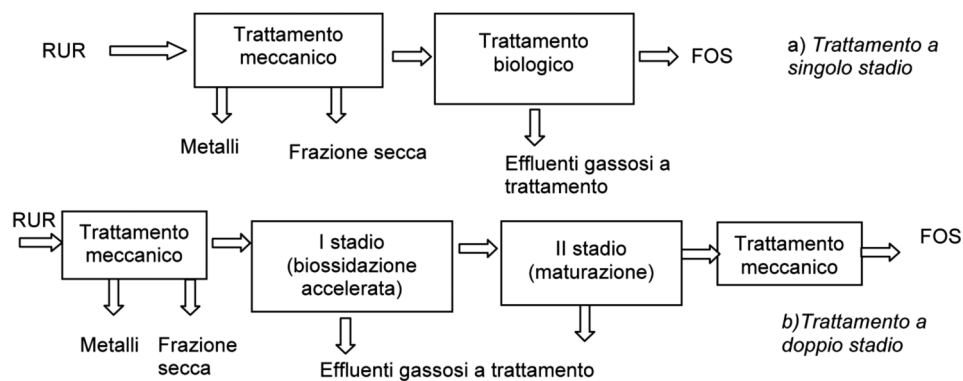 RUR
Trattamento
meccanico
Trattamento
biologico
FOS
a) Trattamento a
singolo stadio
Metalli
Frazione secca
Effluenti gassosi a
trattamento
RUR
Trattamento
meccanico
I stadio
(biossidazione
accelerata)
II stadio
(maturazione)
Trattamento
meccanico
FOS
Metalli
Frazione
secca
Effluenti gassosi a trattamento
b)Trattamento a
doppio stadio